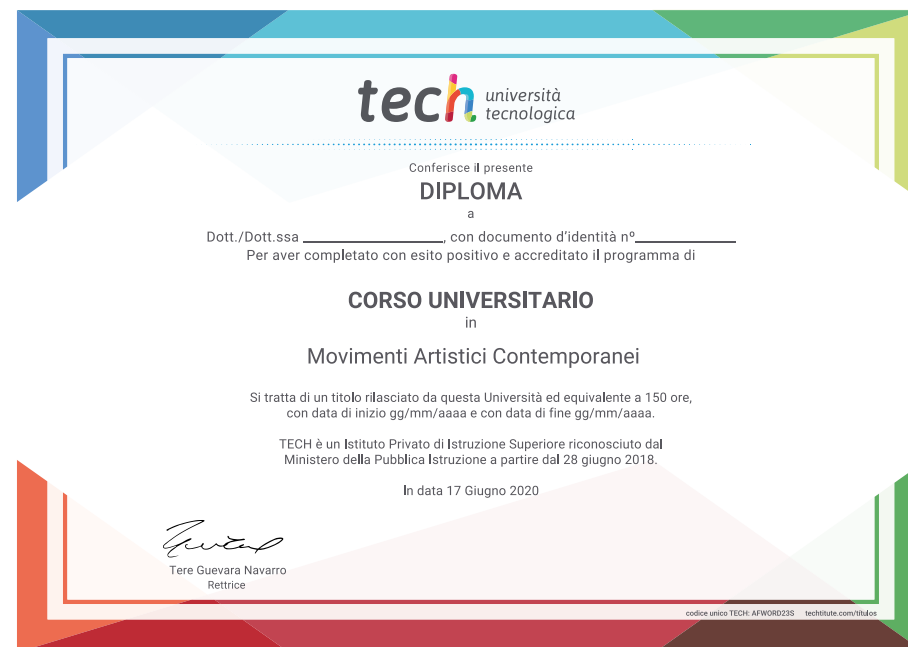 tech università
tecnologica
Conferisce il presente
DIPLOMA
a
Dott./Dott.ssa ____________________, con documento d'identità nº______________
Per aver completato con esito positivo e accreditato il programma di
CORSO UNIVERSITARIO
in
Movimenti Artistici Contemporanei
Si tratta di un titolo rilasciato da questa Università ed equivalente a 150 ore,
con data di inizio gg/mm/aaaa e con data di fine gg/mm/aaaa.
TECH è un Istituto Privato di Istruzione Superiore riconosciuto dal
Ministero della Pubblica Istruzione a partire dal 28 giugno 2018.
In data 17 Giugno 2020
Tere Guevara Navarro
Rettrice
codice unico TECH: AFWORD23S techtitute.com/titulos